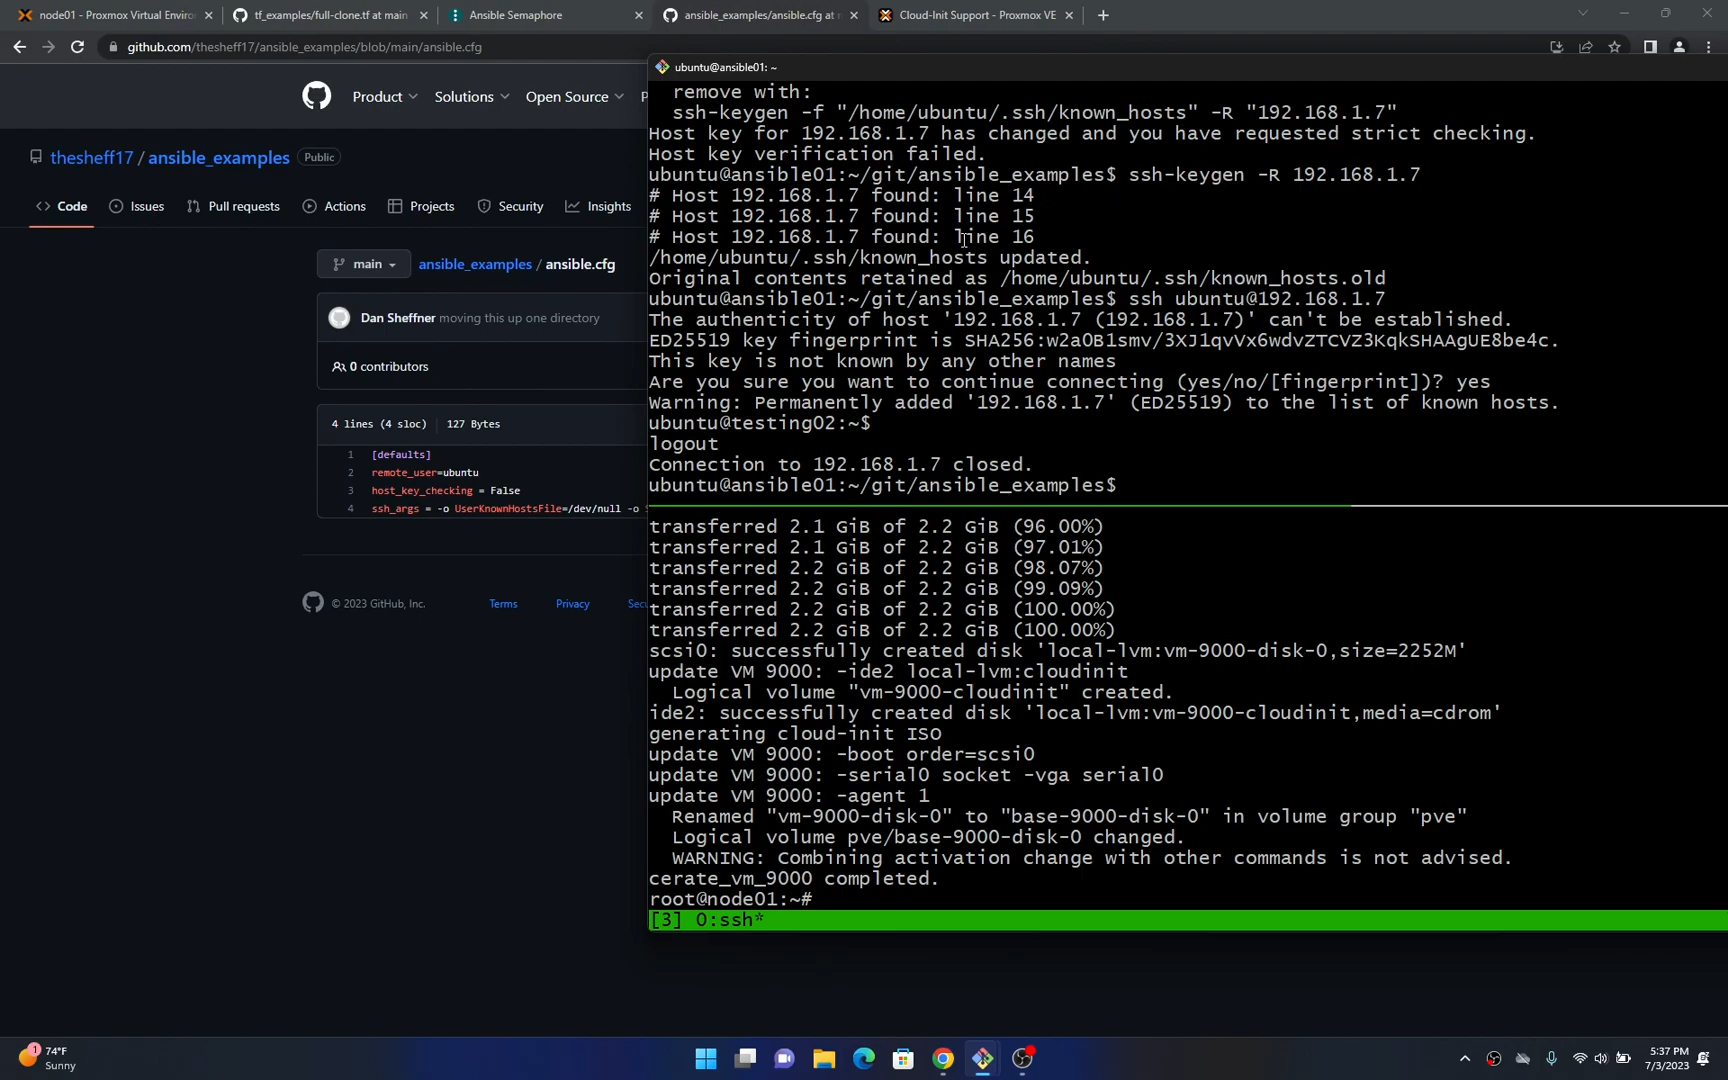 node01 - Proxmox Virtual Enviro
tf_examples/full-clone.tf at main
Ansible Semaphore
ansible_examples/ansible.cfg at
Cloud-Init Support - Proxmox VE
github.com/thesheff17/ansible_examples/blob/main/ansible.cfg
Product
Solutions
Open Source
P
thesheff17 / ansible_examples
Public
Code
Issues
Pull requests
Actions
Projects
Security
Insights
main
ansible_examples / ansible.cfg
Dan Sheffner moving this up one directory
0 contributors
4 lines (4 sloc)
127 Bytes
1 [defaults]
2 remote_user=ubuntu
3 host_key_checking = False
4 ssh_args = -o UserKnownHostsFile=/dev/null -o S
© 2023 GitHub, Inc.
Terms
Privacy
Secu
ubuntu@ansible01: ~
remove with:
ssh-keygen -f "/home/ubuntu/.ssh/known_hosts" -R "192.168.1.7"
Host key for 192.168.1.7 has changed and you have requested strict checking.
Host key verification failed.
ubuntu@ansible01:~/git/ansible_examples$ ssh-keygen -R 192.168.1.7
# Host 192.168.1.7 found: line 14
# Host 192.168.1.7 found: line 15
# Host 192.168.1.7 found: line 16
/home/ubuntu/.ssh/known_hosts updated.
Original contents retained as /home/ubuntu/.ssh/known_hosts.old
ubuntu@ansible01:~/git/ansible_examples$ ssh ubuntu@192.168.1.7
The authenticity of host '192.168.1.7 (192.168.1.7)' can't be established.
ED25519 key fingerprint is SHA256:w2aOB1smv/3XJ1qvVx6wdvZTCVZ3KqkSHAAgUE8be4c.
This key is not known by any other names
Are you sure you want to continue connecting (yes/no/[fingerprint])? yes
Warning: Permanently added '192.168.1.7' (ED25519) to the list of known hosts.
ubuntu@testing02:~$
logout
Connection to 192.168.1.7 closed.
ubuntu@ansible01:~/git/ansible_examples$
transferred 2.1 GiB of 2.2 GiB (96.00%)
transferred 2.1 GiB of 2.2 GiB (97.01%)
transferred 2.2 GiB of 2.2 GiB (98.07%)
transferred 2.2 GiB of 2.2 GiB (99.09%)
transferred 2.2 GiB of 2.2 GiB (100.00%)
transferred 2.2 GiB of 2.2 GiB (100.00%)
scsi0: successfully created disk 'local-lvm:vm-9000-disk-0,size=2252M'
update VM 9000: -ide2 local-lvm:cloudinit
Logical volume "vm-9000-cloudinit" created.
ide2: successfully created disk 'local-lvm:vm-9000-cloudinit,media=cdrom'
generating cloud-init ISO
update VM 9000: -boot order=scsi0
update VM 9000: -serial0 socket -vga serial0
update VM 9000: -agent 1
Renamed "vm-9000-disk-0" to "base-9000-disk-0" in volume group "pve"
Logical volume pve/base-9000-disk-0 changed.
WARNING: Combining activation change with other commands is not advised.
cerate_vm_9000 completed.
root@node01:~#
[3] 0:ssh*
1
74°F
Sunny
5:37 PM
7/3/2023